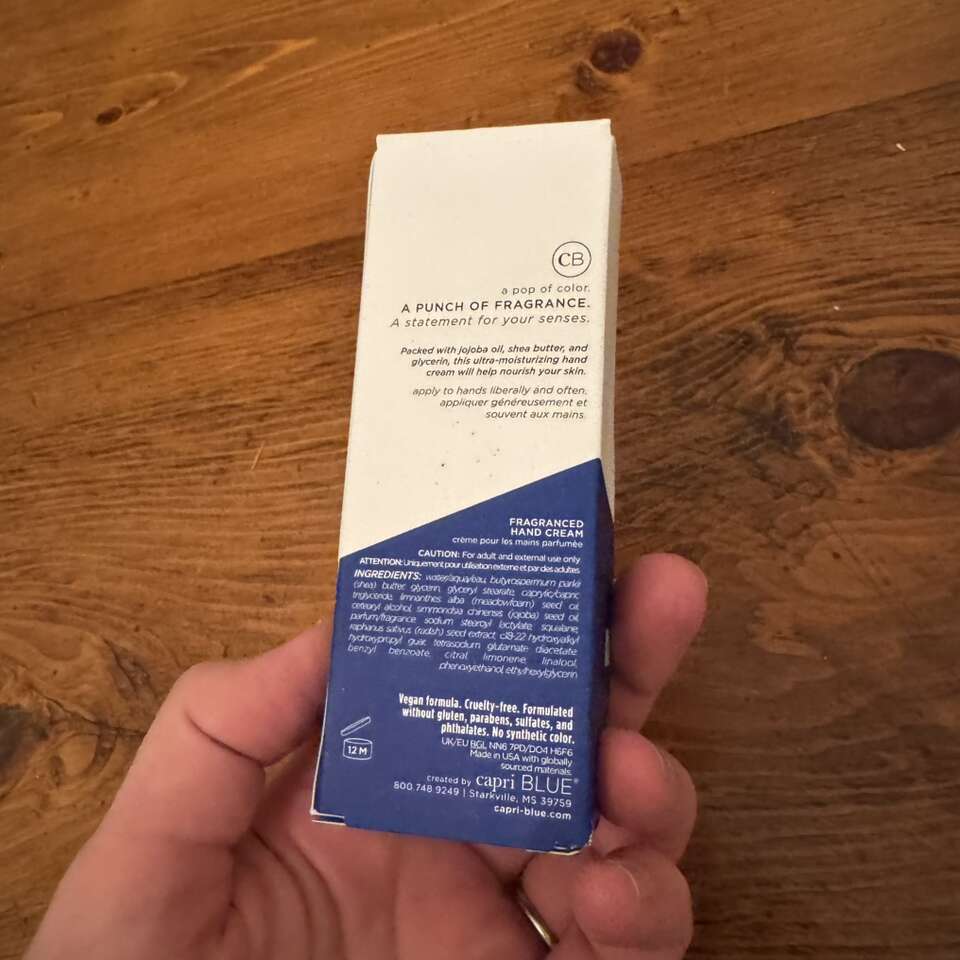 CB
a pop of color.
A PUNCH OF FRAGRANCE.
A statement for your senses.
Packed with jojoba oil, shea butter, and
glycerin, this ultra-moisturizing hand
cream will help nourish your skin.
apply to hands liberally and often.
appliquer généreusement et
souvent aux mains.
FRAGRANCED
HAND CREAM
crème pour les mains parfumée
CAUTION: For adult and external use only
ATTENTION: Uniquement pour utilisation externe et par des adultes
INGREDIENTS: water/aqua/eau, butyrospermum parkii
(shea) butter, glycerin, glyceryl stearate, caprylic/capric
triglyceride, limnanthes alba (meadowfoam) seed oil,
cetearyl alcohol, simmondsia chinensis (jojoba) seed oil,
parfum/fragrance, sodium stearoyl lactylate, squalane,
raphanus sativus (radish) seed extract, c18-22 hydroxyalkyl
hydroxypropyl guar, tetrasodium glutamate diacetate,
benzyl benzoate, citral, limonene, linalool,
phenoxyethanol, ethylhexylglycerin
Vegan formula. Cruelty-free. Formulated
without gluten, parabens, sulfates, and
phthalates. No synthetic color.
12 M
UK/EU BGL NN6 7PD/DO4 H6F6
Made in USA with globally
sourced materials.
created by capri BLUE®
800.748.9249 | Starkville, MS 39759
capri-blue.com